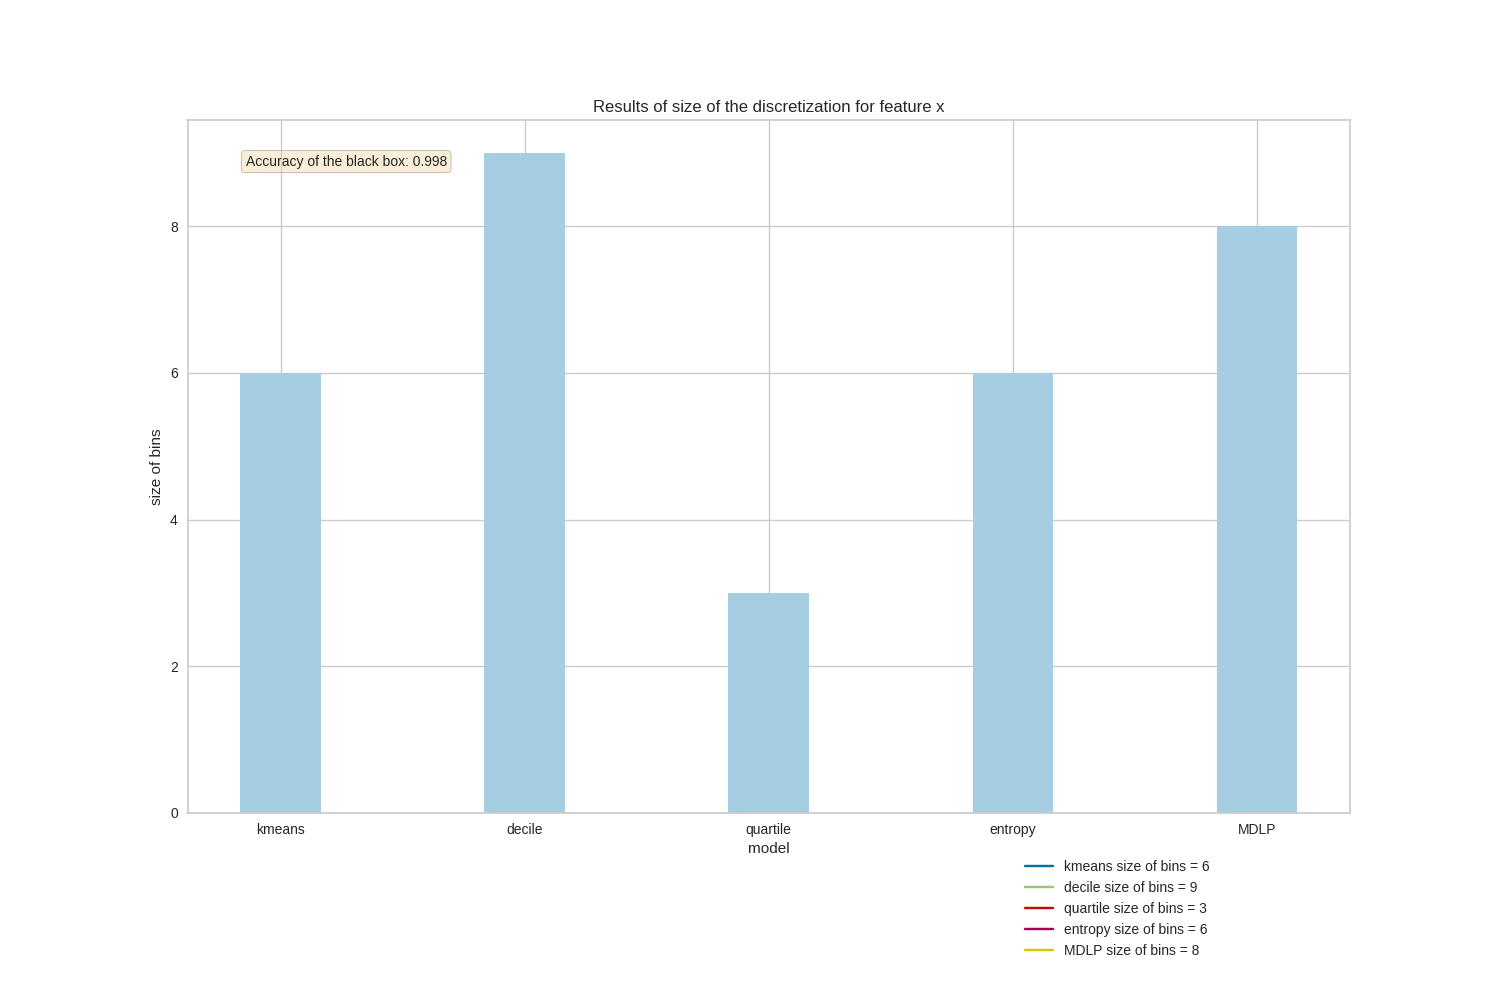 Results of size of the discretization for feature x
Accuracy of the black box: 0.998
8
6
4
2
0
size of bins
kmeans decile quartile entropy MDLP
model
kmeans size of bins = 6
decile size of bins = 9
quartile size of bins = 3
entropy size of bins = 6
MDLP size of bins = 8